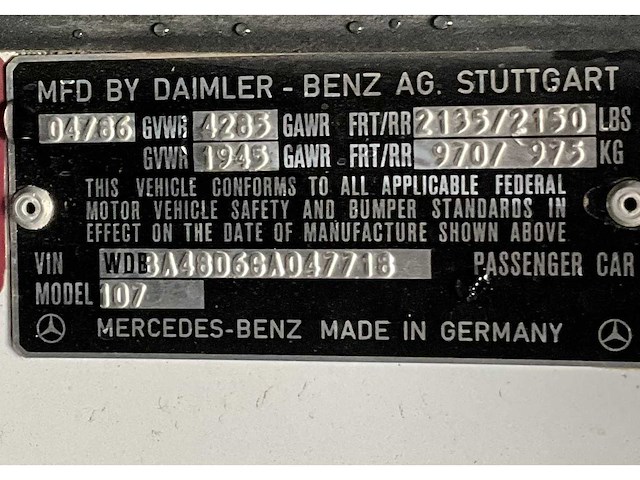 MFD BY DAIMLER - BENZ AG. STUTTGART
04/86 GVWR 4285 GAWR FRT/RR 2135/2150 LBS
GVWR 1945 GAWR FRT/RR 970/ 975 KG
THIS VEHICLE CONFORMS TO ALL APPLICABLE FEDERAL
MOTOR VEHICLE SAFETY AND BUMPER STANDARDS IN
EFFECT ON THE DATE OF MANUFACTURE SHOWN ABOVE
VIN WDBBA48D6GA047718 PASSENGER CAR
MODEL 107
MERCEDES-BENZ MADE IN GERMANY